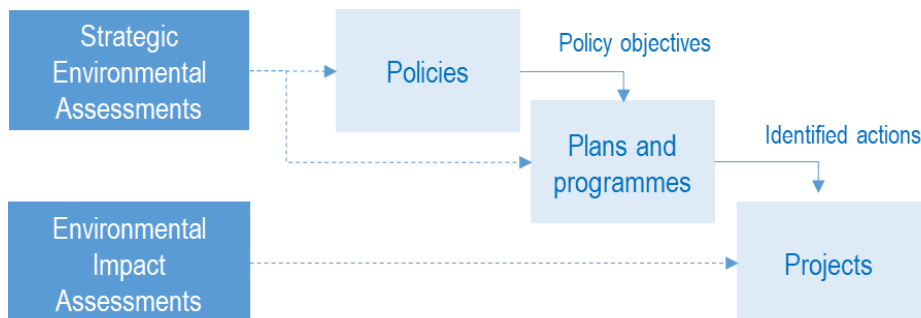 Strategic
Environmental
Assessments
Policies
Policy objectives
Plans and
programmes
Identified actions
Environmental
Impact
Assessments
Projects